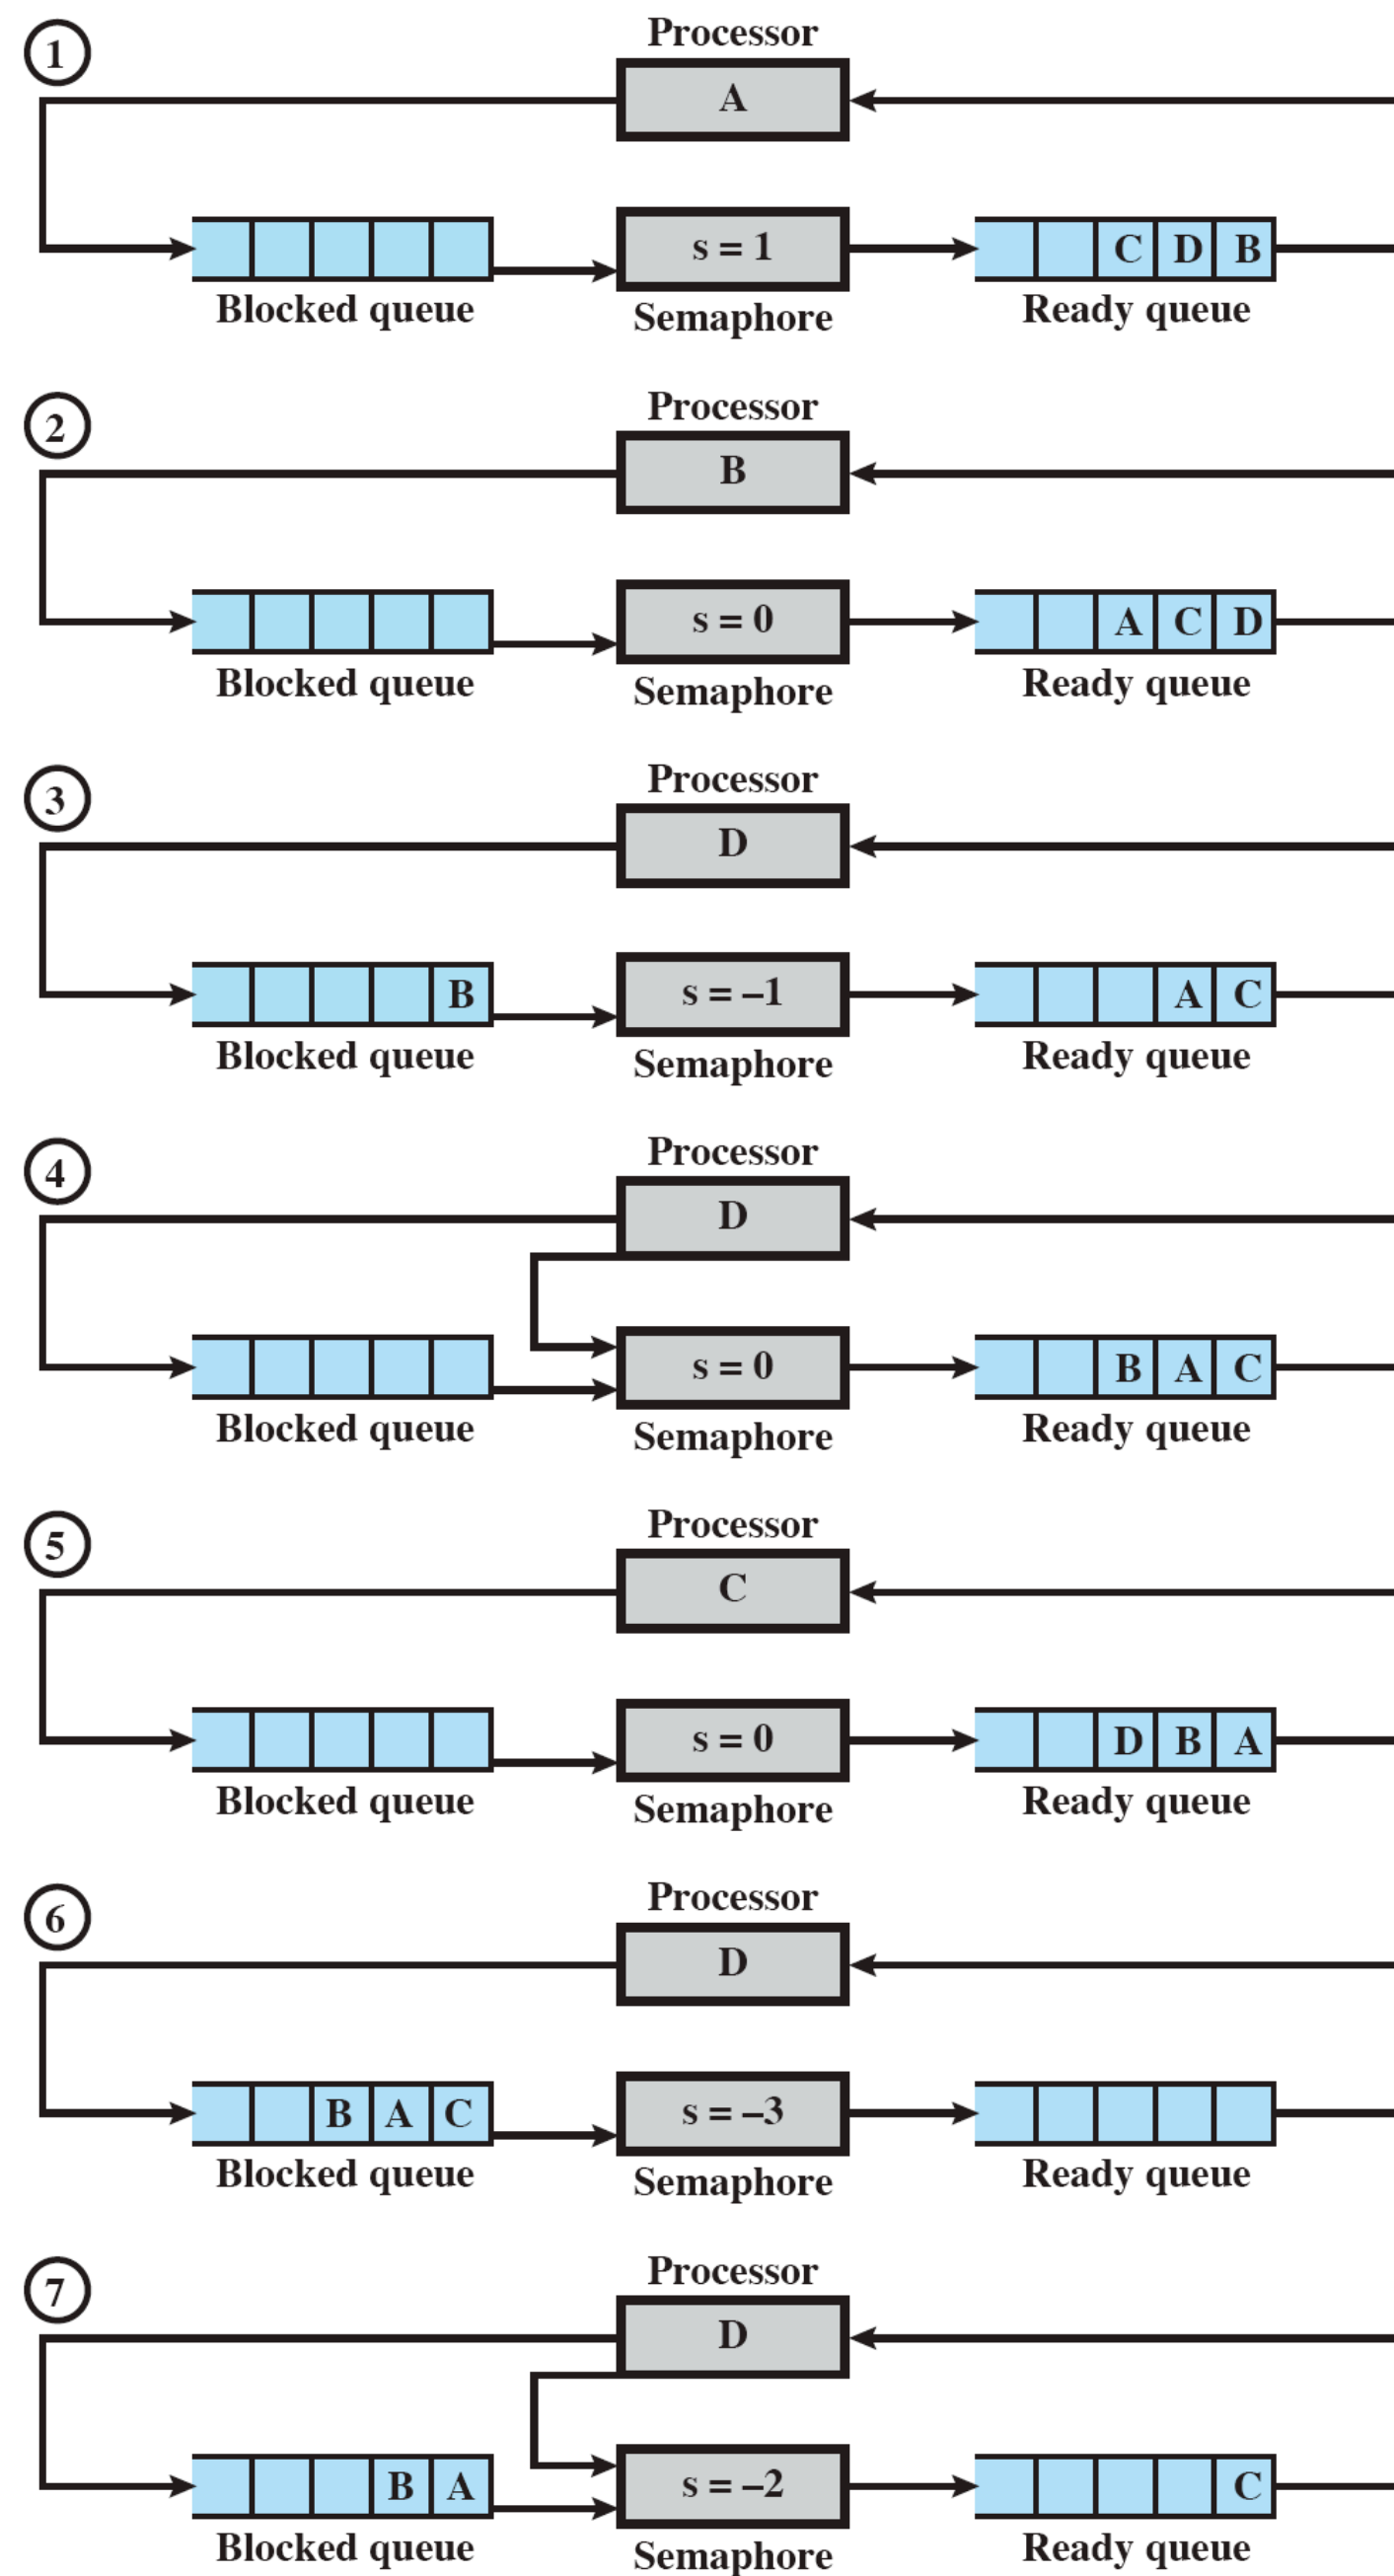 1
Processor
A
s = 1
C D B
Blocked queue
Semaphore
Ready queue
2
Processor
B
s = 0
A C D
Blocked queue
Semaphore
Ready queue
3
Processor
D
B
s = –1
A C
Blocked queue
Semaphore
Ready queue
4
Processor
D
s = 0
B A C
Blocked queue
Semaphore
Ready queue
5
Processor
C
s = 0
D B A
Blocked queue
Semaphore
Ready queue
6
Processor
D
B A C
s = –3
Blocked queue
Semaphore
Ready queue
7
Processor
D
B A
s = –2
C
Blocked queue
Semaphore
Ready queue